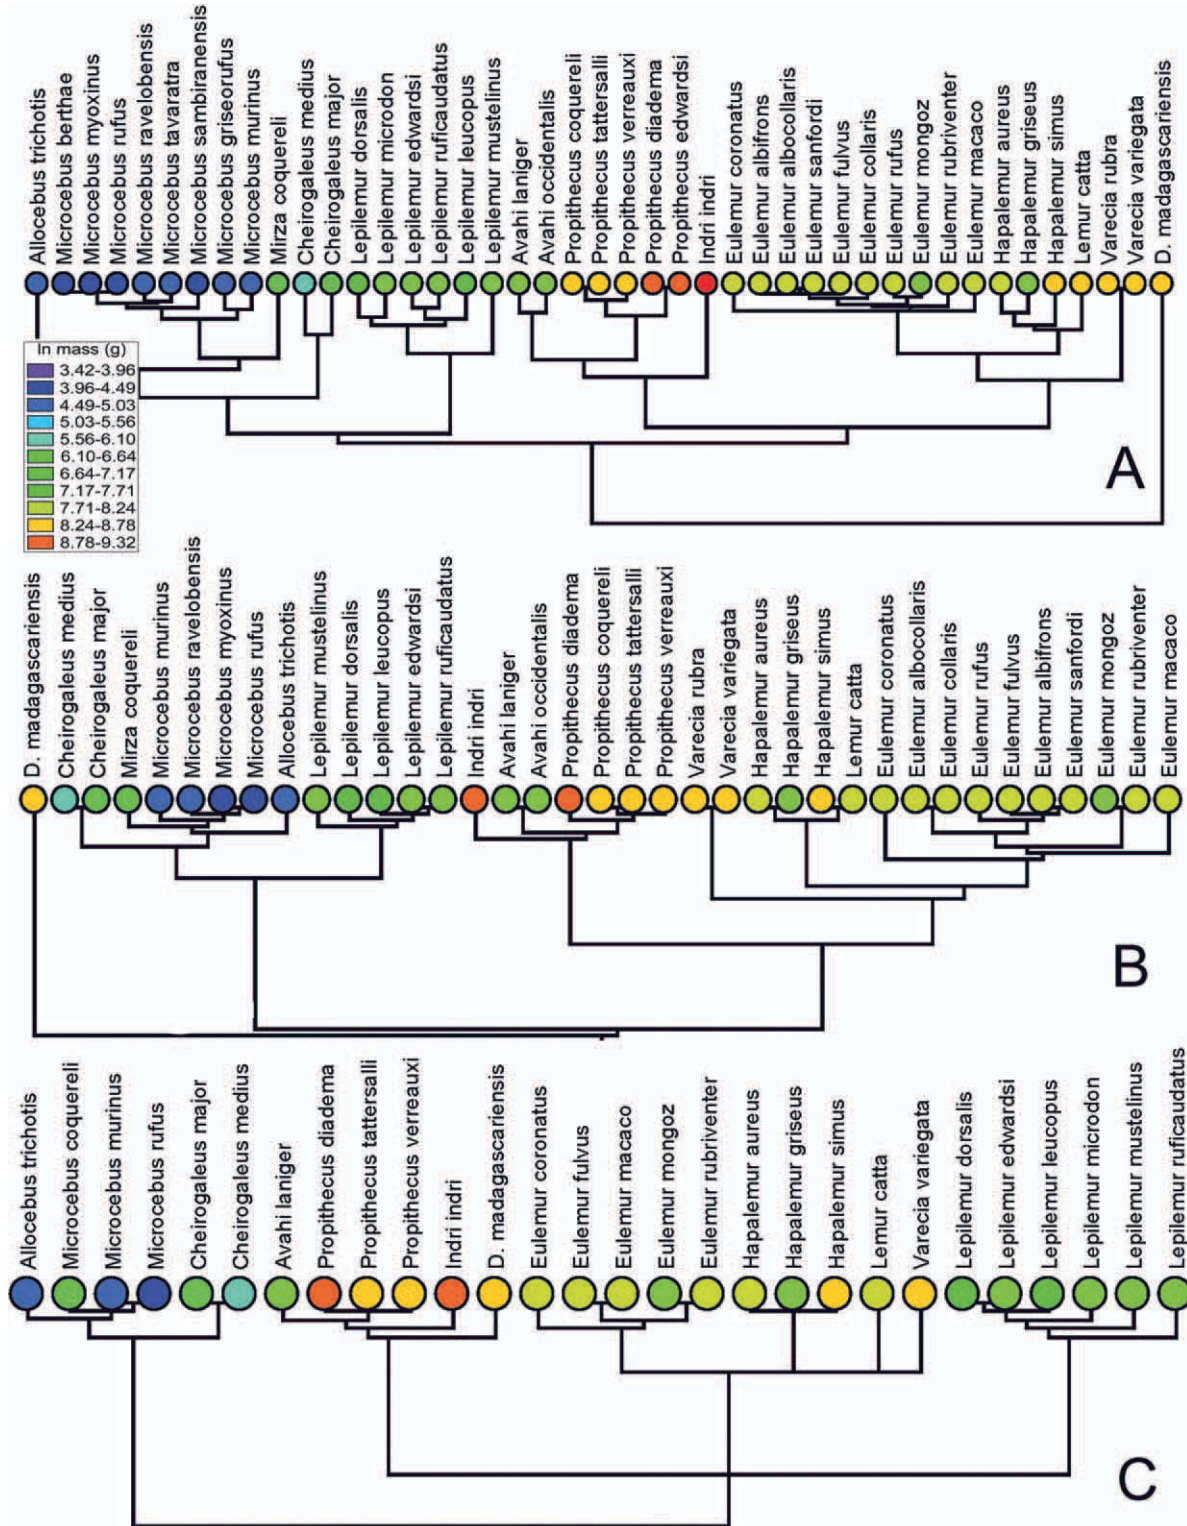 Allocebus trichotis
Microcebus berthae
Microcebus myoxinus
Microcebus rufus
Microcebus ravelobensis
Microcebus tavaratra
Microcebus sambiranensis
Microcebus griseorufus
Microcebus murinus
Mirza coquereli
Cheirogaleus medius
Cheirogaleus major
Lepilemur dorsalis
Lepilemur microdon
Lepilemur edwardsi
Lepilemur ruficaudatus
Lepilemur leucopus
Lepilemur mustelinus
Avahi laniger
Avahi occidentalis
Propithecus coquereli
Propithecus tattersalli
Propithecus verreauxi
Propithecus diadema
Propithecus edwardsi
Indri indri
Eulemur coronatus
Eulemur albifrons
Eulemur albocollaris
Eulemur sanfordi
Eulemur fulvus
Eulemur collaris
Eulemur rufus
Eulemur mongoz
Eulemur rubriventer
Eulemur macaco
Hapalemur aureus
Hapalemur griseus
Hapalemur simus
Lemur catta
Varecia rubra
Varecia variegata
D. madagascariensis
ln mass (g)
3.42-3.96
3.96-4.49
4.49-5.03
5.03-5.56
5.56-6.10
6.10-6.64
6.64-7.17
7.17-7.71
7.71-8.24
8.24-8.78
8.78-9.32
A
D. madagascariensis
Cheirogaleus medius
Cheirogaleus major
Mirza coquereli
Microcebus murinus
Microcebus ravelobensis
Microcebus myoxinus
Microcebus rufus
Allocebus trichotis
Lepilemur mustelinus
Lepilemur dorsalis
Lepilemur leucopus
Lepilemur edwardsi
Lepilemur ruficaudatus
Indri indri
Avahi laniger
Avahi occidentalis
Propithecus diadema
Propithecus coquereli
Propithecus tattersalli
Propithecus verreauxi
Varecia rubra
Varecia variegata
Hapalemur aureus
Hapalemur griseus
Hapalemur simus
Lemur catta
Eulemur coronatus
Eulemur albocollaris
Eulemur collaris
Eulemur rufus
Eulemur fulvus
Eulemur albifrons
Eulemur sanfordi
Eulemur mongoz
Eulemur rubriventer
Eulemur macaco
B
Allocebus trichotis
Microcebus coquereli
Microcebus murinus
Microcebus rufus
Cheirogaleus major
Cheirogaleus medius
Avahi laniger
Propithecus diadema
Propithecus tattersalli
Propithecus verreauxi
Indri indri
D. madagascariensis
Eulemur coronatus
Eulemur fulvus
Eulemur macaco
Eulemur mongoz
Eulemur rubriventer
Hapalemur aureus
Hapalemur griseus
Hapalemur simus
Lemur catta
Varecia variegata
Lepilemur dorsalis
Lepilemur edwardsi
Lepilemur leucopus
Lepilemur microdon
Lepilemur mustelinus
Lepilemur ruficaudatus
C